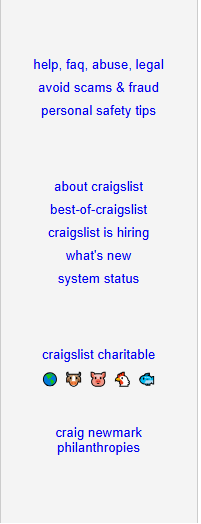 help, faq, abuse, legal
avoid scams & fraud
personal safety tips
about craigslist
best-of-craigslist
craigslist is hiring
what's new
system status
craigslist charitable
craig newmark
philanthropies